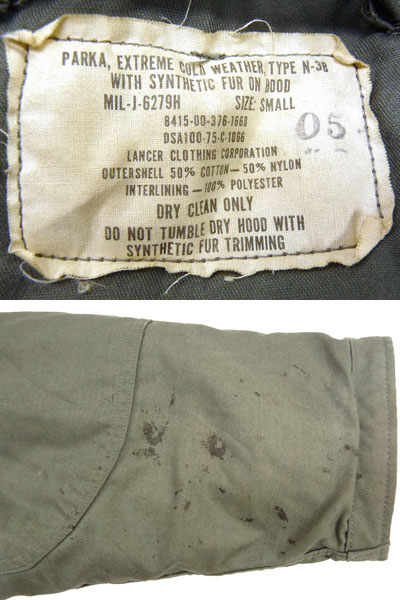 PARKA, EXTREME COLD WEATHER, TYPE N-3B
WITH SYNTHETIC FUR ON HOOD
MIL-J-6279H SIZE: SMALL
8415-00-376-1668
DSA100-75-C-1066
05
LANCER CLOTHING CORPORATION
OUTERSHELL 50% COTTON — 50% NYLON
INTERLINING — 100% POLYESTER
DRY CLEAN ONLY
DO NOT TUMBLE DRY HOOD WITH
SYNTHETIC FUR TRIMMING